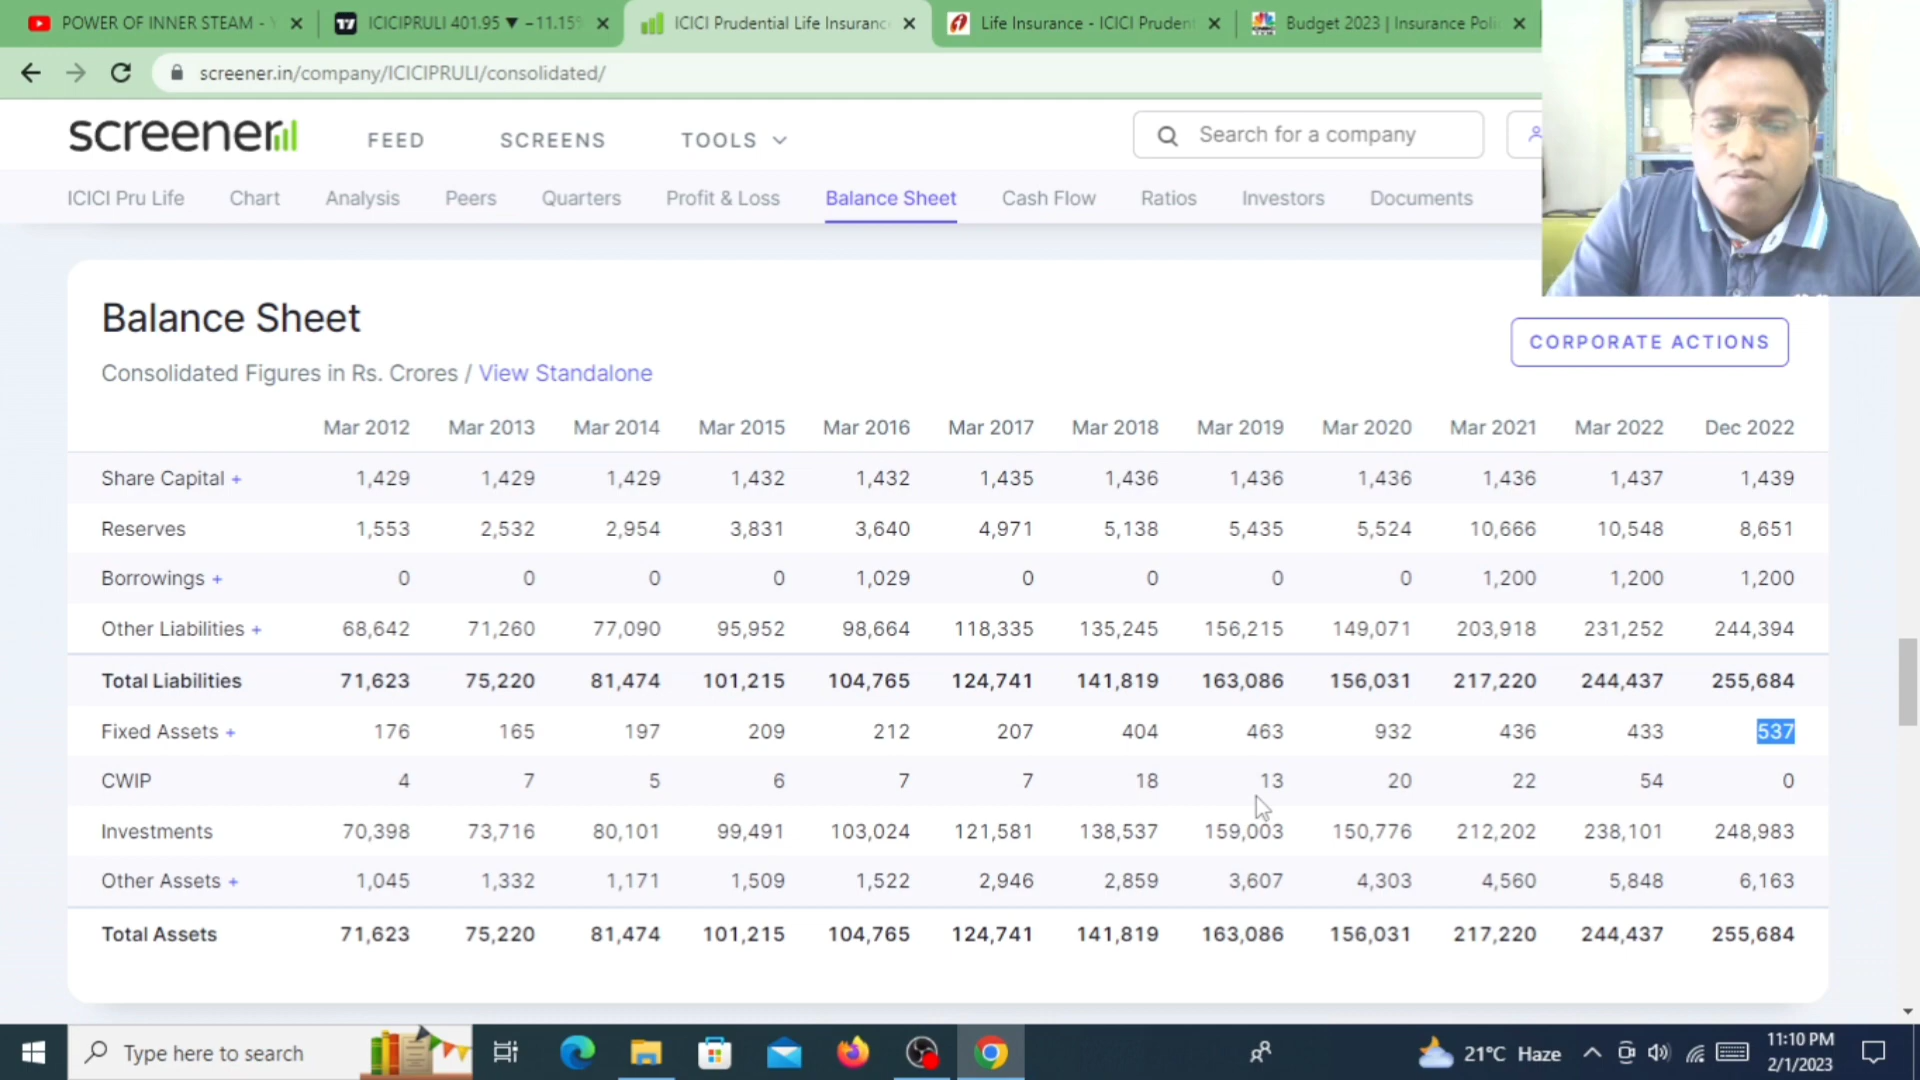 POWER OF INNER STEAM - ICICIPRULI 401.95 ▼ −11.15% ICICI Prudential Life Insuranc Life Insurance - ICICI Pruden Budget 2023 | Insurance Poli
screener.in/company/ICICIPRULI/consolidated/
screener FEED SCREENS TOOLS Search for a company
ICICI Pru Life Chart Analysis Peers Quarters Profit & Loss Balance Sheet Cash Flow Ratios Investors Documents
Balance Sheet
CORPORATE ACTIONS
Consolidated Figures in Rs. Crores / View Standalone
Mar 2012 Mar 2013 Mar 2014 Mar 2015 Mar 2016 Mar 2017 Mar 2018 Mar 2019 Mar 2020 Mar 2021 Mar 2022 Dec 2022
Share Capital + 1,429 1,429 1,429 1,432 1,432 1,435 1,436 1,436 1,436 1,436 1,437 1,439
Reserves 1,553 2,532 2,954 3,831 3,640 4,971 5,138 5,435 5,524 10,666 10,548 8,651
Borrowings + 0 0 0 0 1,029 0 0 0 0 1,200 1,200 1,200
Other Liabilities + 68,642 71,260 77,090 95,952 98,664 118,335 135,245 156,215 149,071 203,918 231,252 244,394
Total Liabilities 71,623 75,220 81,474 101,215 104,765 124,741 141,819 163,086 156,031 217,220 244,437 255,684
Fixed Assets + 176 165 197 209 212 207 404 463 932 436 433 537
CWIP 4 7 5 6 7 7 18 13 20 22 54 0
Investments 70,398 73,716 80,101 99,491 103,024 121,581 138,537 159,003 150,776 212,202 238,101 248,983
Other Assets + 1,045 1,332 1,171 1,509 1,522 2,946 2,859 3,607 4,303 4,560 5,848 6,163
Total Assets 71,623 75,220 81,474 101,215 104,765 124,741 141,819 163,086 156,031 217,220 244,437 255,684
Type here to search 21°C Haze 11:10 PM
2/1/2023